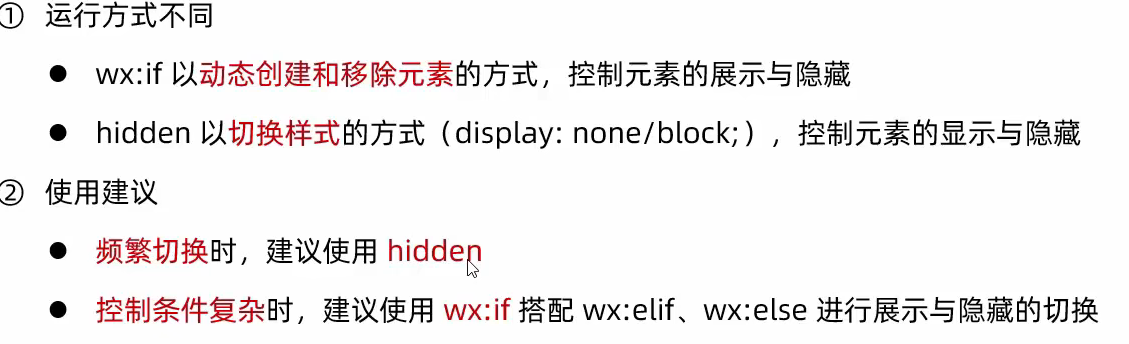 ① 运行方式不同
● wx:if 以动态创建和移除元素的方式，控制元素的展示与隐藏
● hidden 以切换样式的方式（display: none/block;），控制元素的显示与隐藏
② 使用建议
● 频繁切换时，建议使用 hidden
● 控制条件复杂时，建议使用 wx:if 搭配 wx:elif、wx:else 进行展示与隐藏的切换